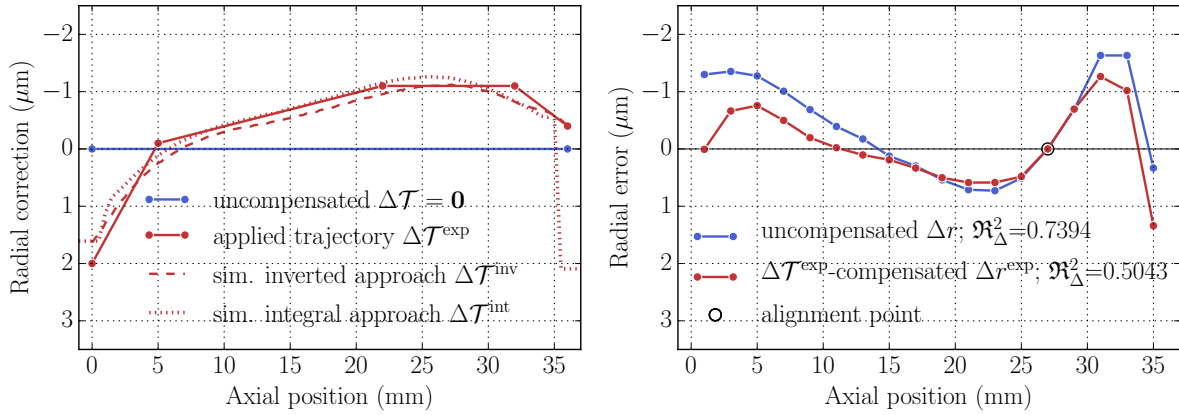 −2
−1
0
1
2
3
Radial correction (μm)
0 5 10 15 20 25 30 35
Axial position (mm)
uncompensated Δ𝒯 = 𝟎
applied trajectory Δ𝒯^exp
sim. inverted approach Δ𝒯^inv
sim. integral approach Δ𝒯^int
−2
−1
0
1
2
3
Radial error (μm)
0 5 10 15 20 25 30 35
Axial position (mm)
uncompensated Δr; ℜ²_Δ=0.7394
Δ𝒯^exp-compensated Δr^exp; ℜ²_Δ=0.5043
alignment point